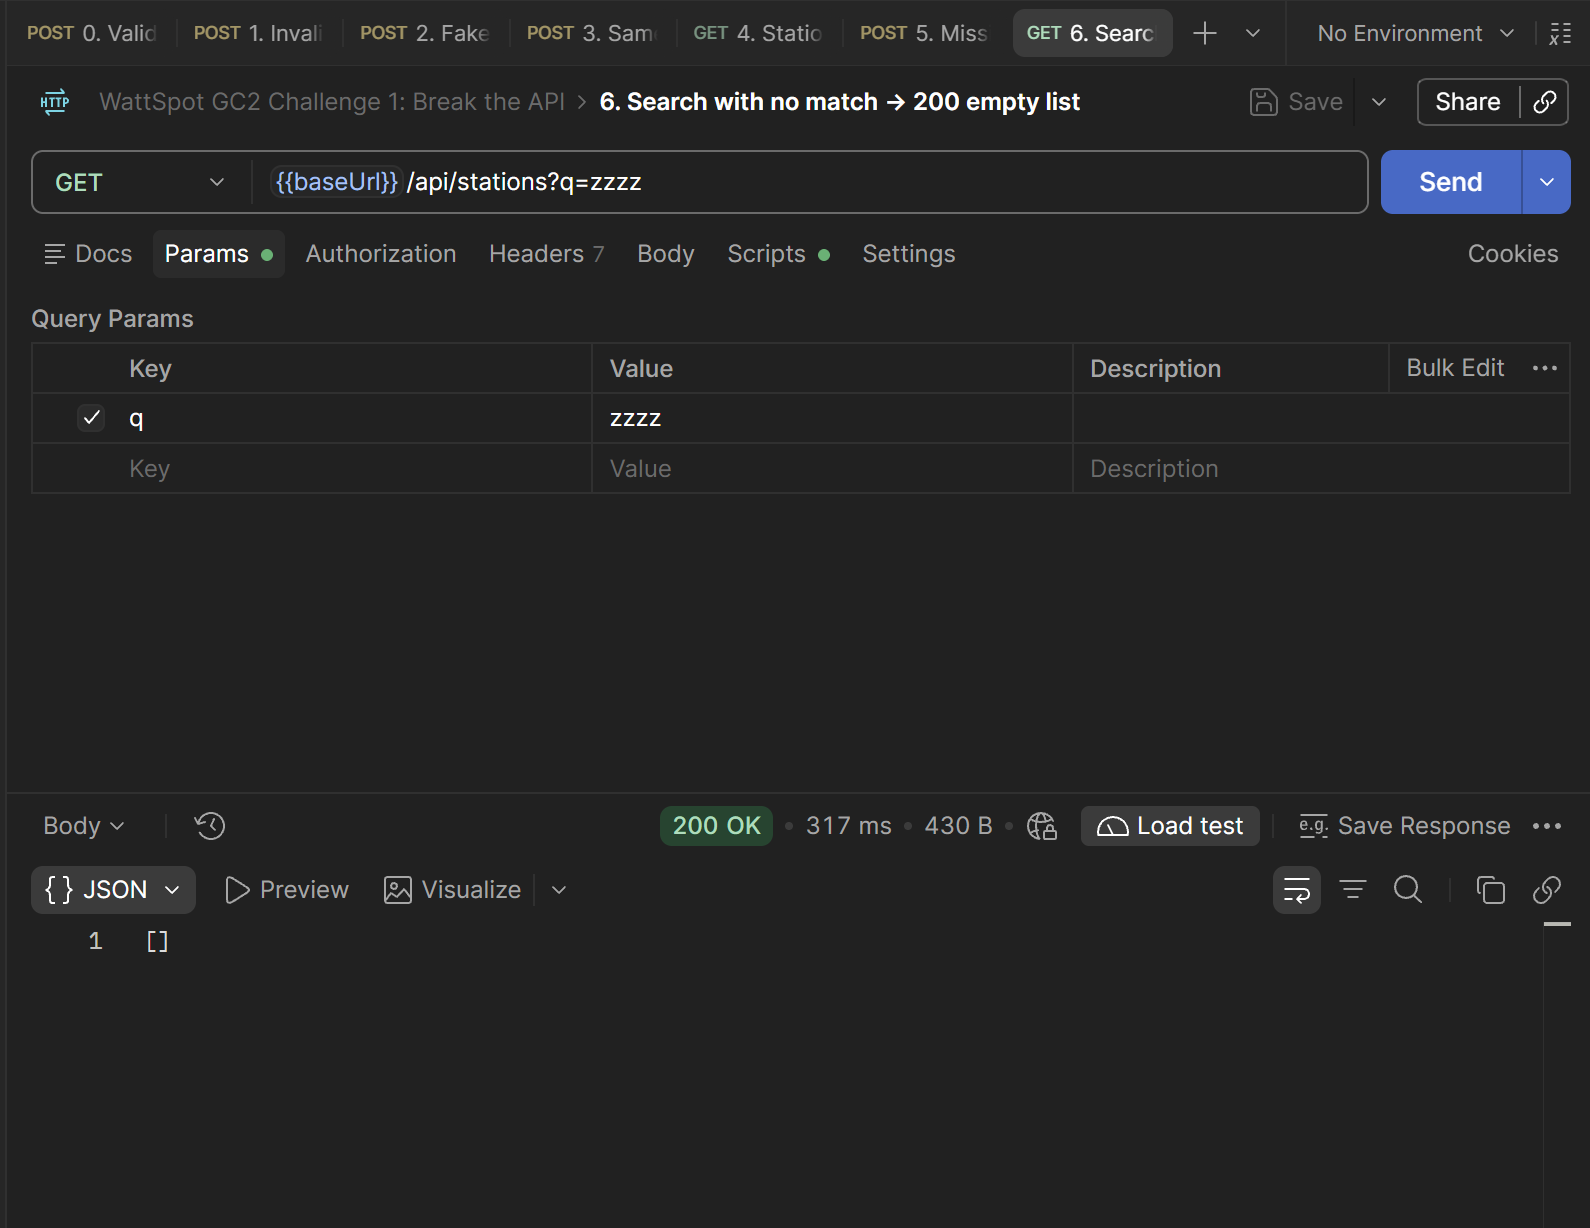 POST 0. Valid POST 1. Invali POST 2. Fake POST 3. Sam GET 4. Statio POST 5. Miss GET 6. Searc No Environment
HTTP WattSpot GC2 Challenge 1: Break the API > 6. Search with no match → 200 empty list Save Share
GET {{baseUrl}}/api/stations?q=zzzz Send
Docs Params Authorization Headers 7 Body Scripts Settings Cookies
Query Params
Key Value Description Bulk Edit
q zzzz
Key Value Description
Body 200 OK 317 ms 430 B Load test e.g. Save Response
{} JSON Preview Visualize
1 []